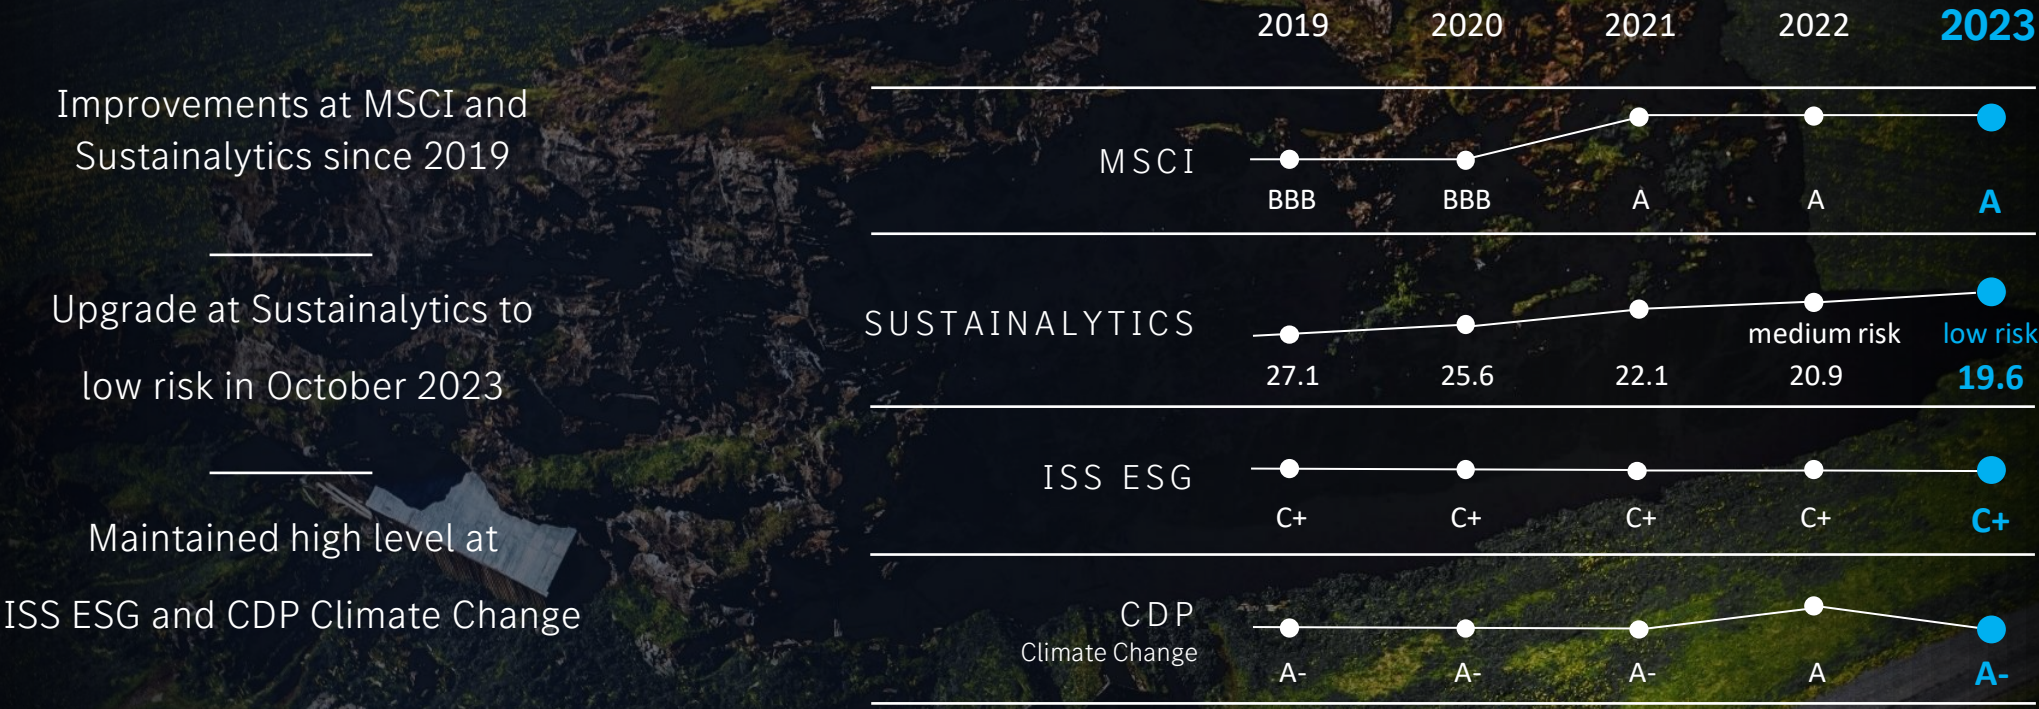 Improvements at MSCI and
Sustainalytics since 2019
Upgrade at Sustainalytics to
low risk in October 2023
Maintained high level at
ISS ESG and CDP Climate Change
2019 2020 2021 2022 2023
MSCI
BBB BBB A A A
SUSTAINALYTICS
medium risk low risk
27.1 25.6 22.1 20.9 19.6
ISS ESG
C+ C+ C+ C+ C+
CDP
Climate Change
A- A- A- A A-